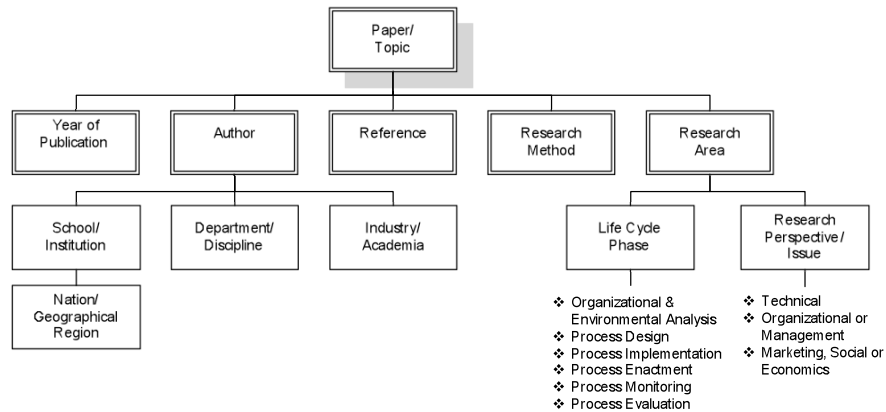 Paper/
Topic
Year of
Publication
Author
Reference
Research
Method
Research
Area
School/
Institution
Department/
Discipline
Industry/
Academia
Life Cycle
Phase
Research
Perspective/
Issue
Nation/
Geographical
Region
❖ Organizational &
Environmental Analysis
❖ Process Design
❖ Process Implementation
❖ Process Enactment
❖ Process Monitoring
❖ Process Evaluation
❖ Technical
❖ Organizational or
Management
❖ Marketing, Social or
Economics